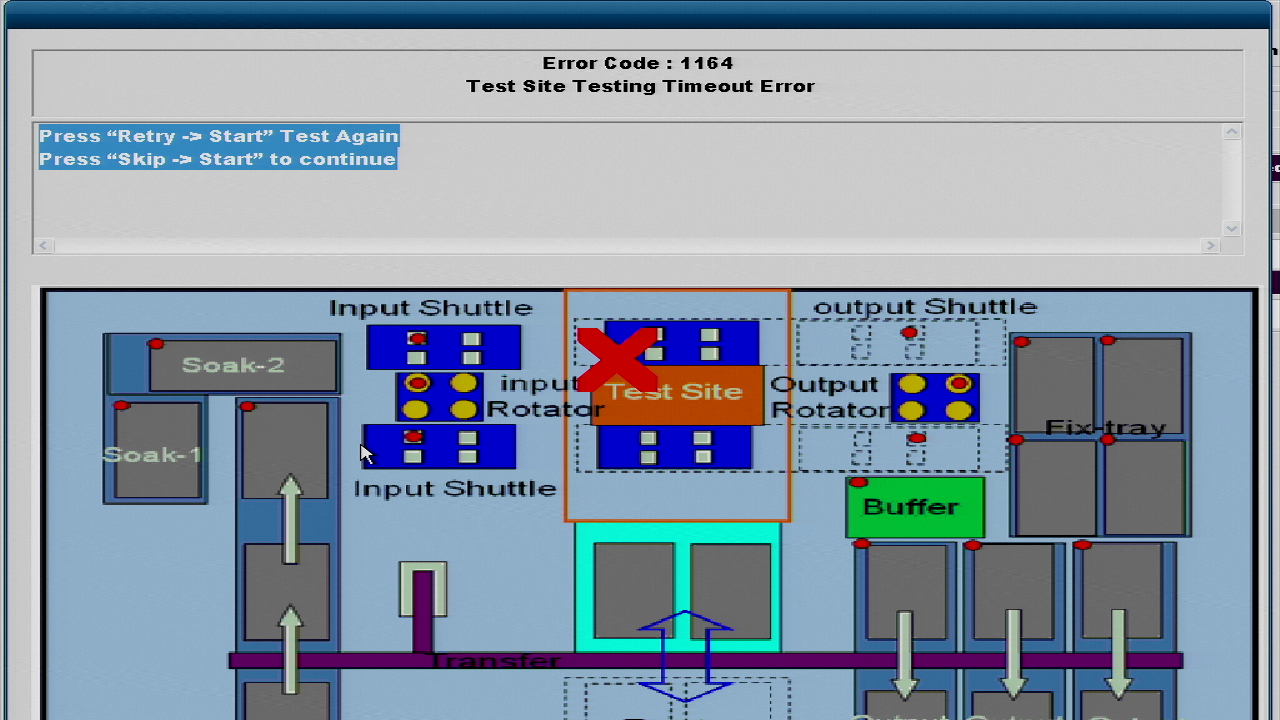 Error Code : 1164
Test Site Testing Timeout Error
Press “Retry -> Start” Test Again
Press “Skip -> Start” to continue
Input Shuttle
output Shuttle
Soak-2
input
Rotator
Test Site
Output
Rotator
Fix-tray
Soak-1
Input Shuttle
Buffer
Transfer